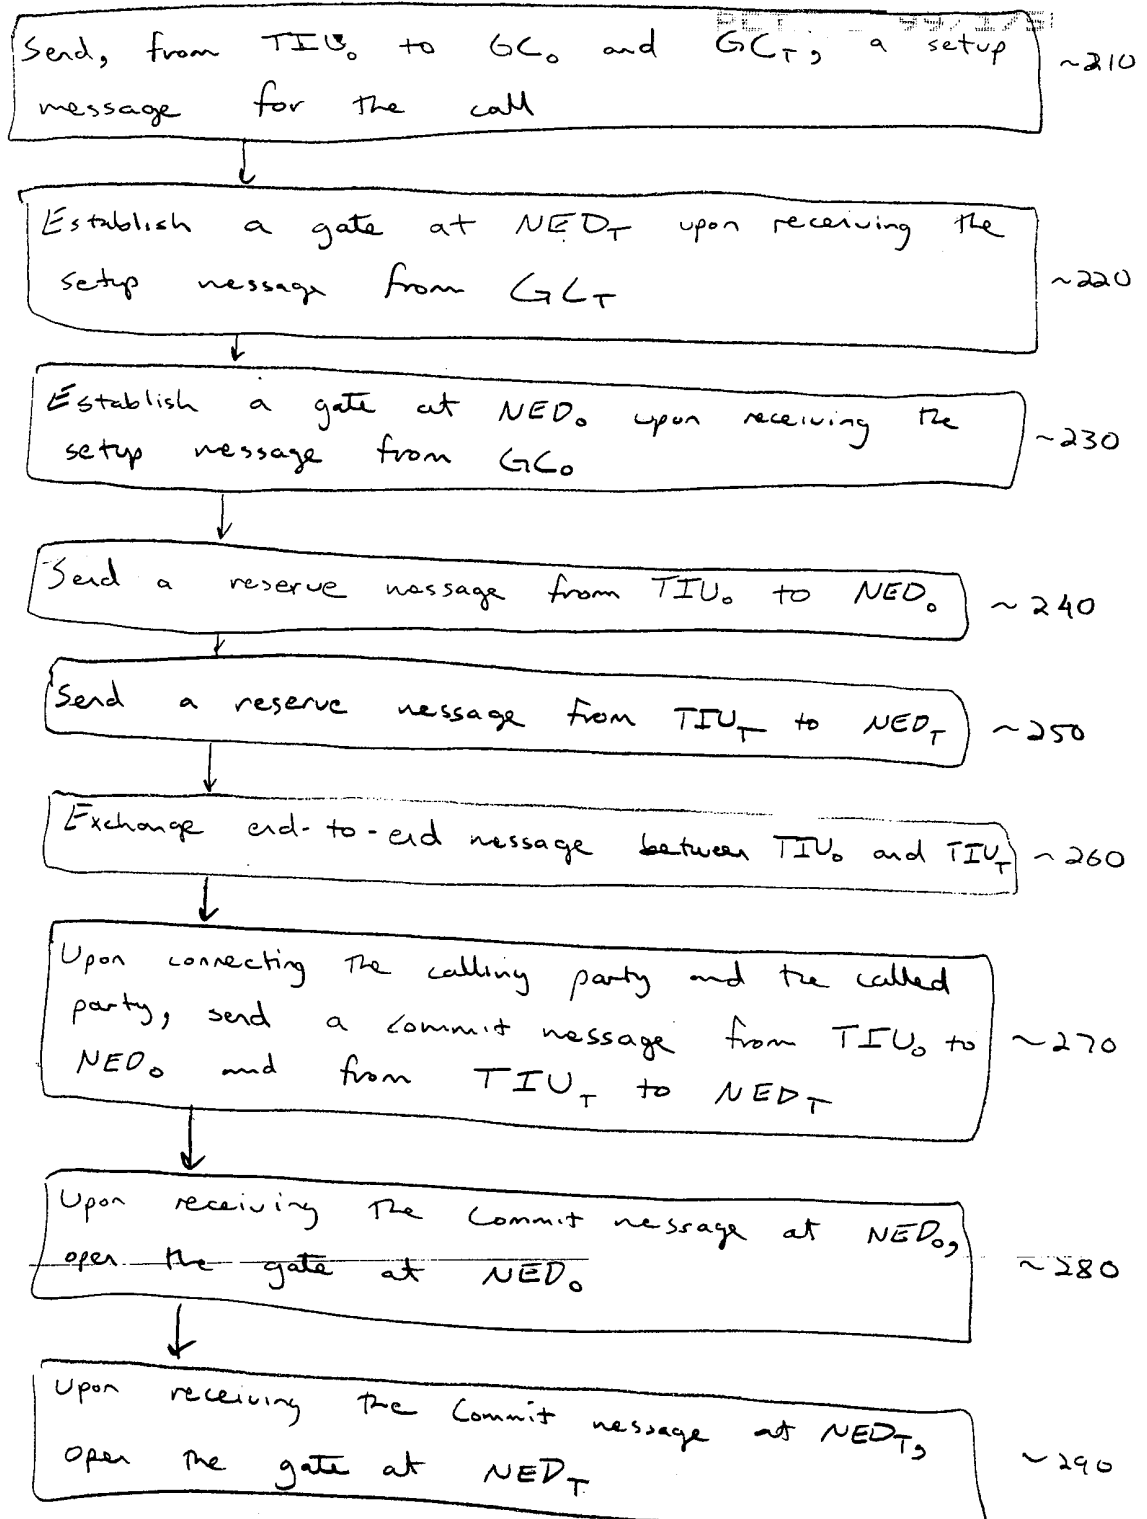 PCT 99/175
Send, from TIU₀ to GC₀ and GC_T, a setup
message for the call
~210
Establish a gate at NED_T upon receiving the
setup message from GC_T
~220
Establish a gate at NED₀ upon receiving the
setup message from GC₀
~230
Send a reserve message from TIU₀ to NED₀
~240
Send a reserve message from TIU_T to NED_T
~250
Exchange end-to-end message between TIU₀ and TIU_T
~260
Upon connecting the calling party and the called
party, send a commit message from TIU₀ to
NED₀ and from TIU_T to NED_T
~270
Upon receiving the Commit message at NED₀,
open the gate at NED₀
~280
Upon receiving the Commit message at NED_T,
open the gate at NED_T
~290